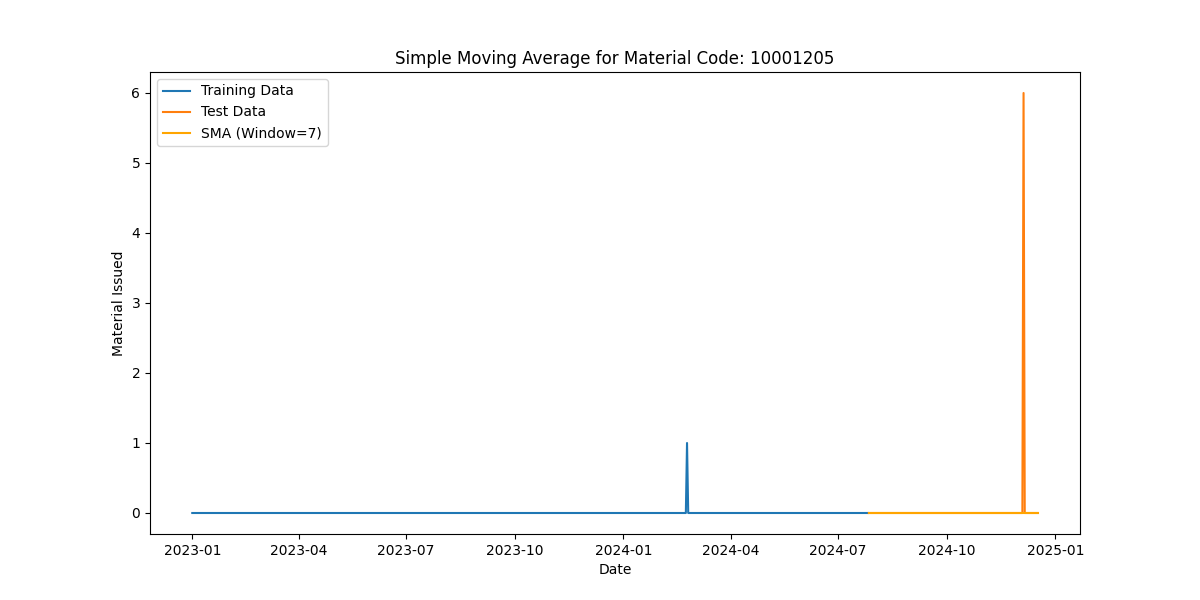 Simple Moving Average for Material Code: 10001205
Training Data
Test Data
SMA (Window=7)
Material Issued
6
5
4
3
2
1
0
2023-01 2023-04 2023-07 2023-10 2024-01 2024-04 2024-07 2024-10 2025-01
Date